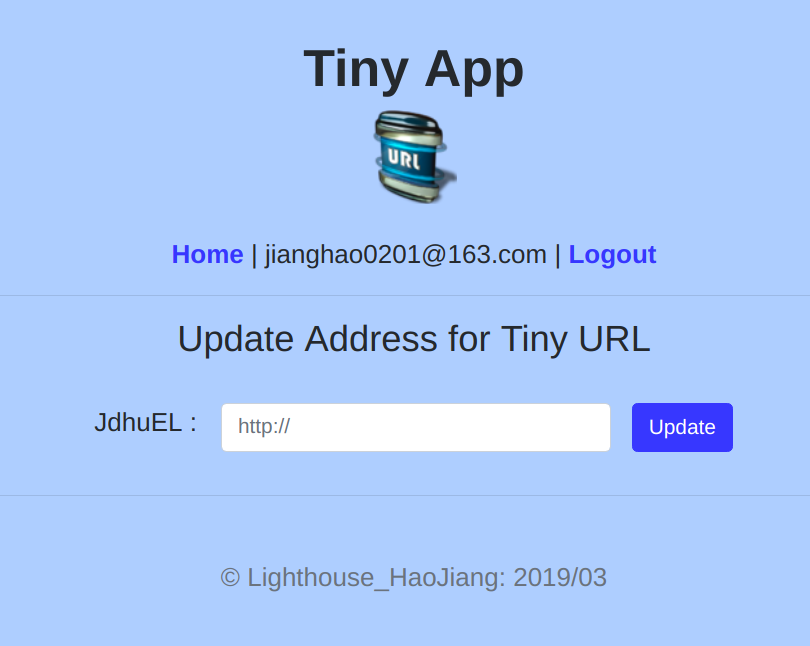 Tiny App
URL
Home | jianghao0201@163.com | Logout
Update Address for Tiny URL
JdhuEL : http:// Update
© Lighthouse_HaoJiang: 2019/03